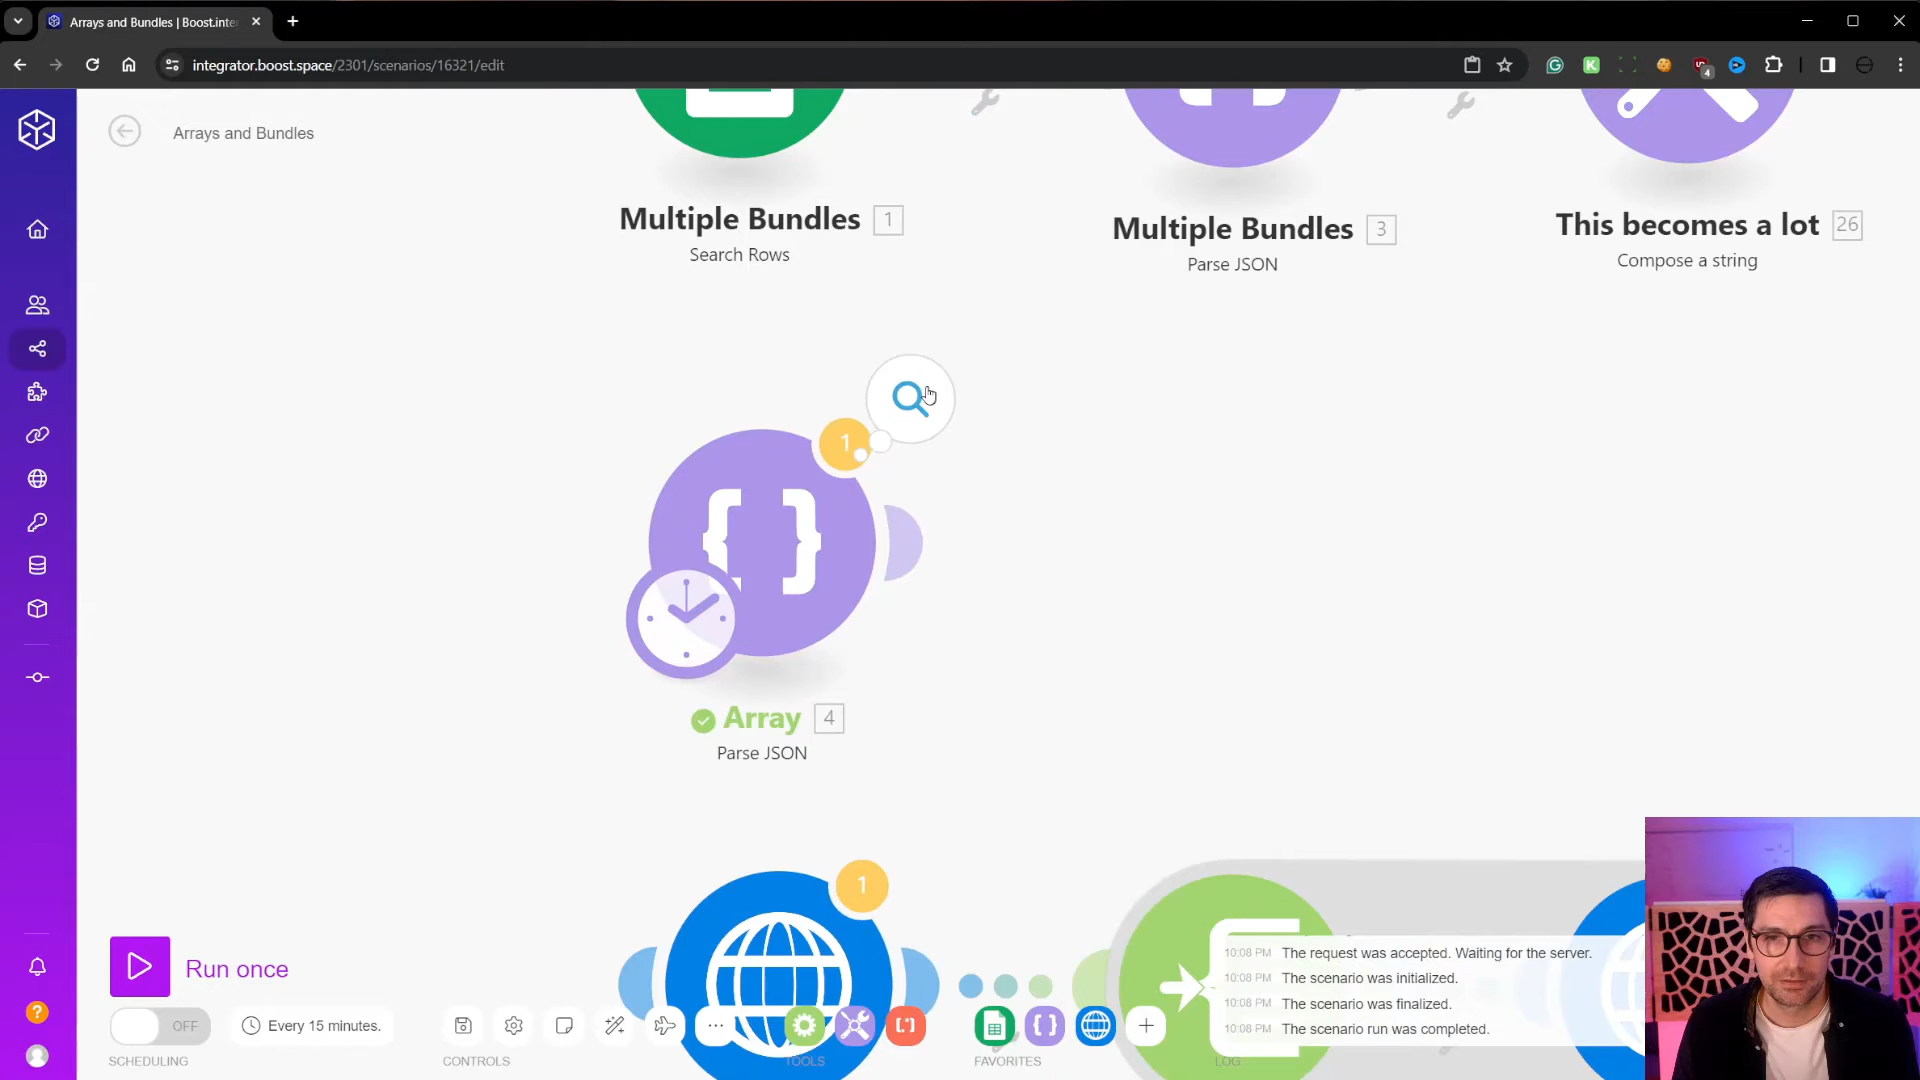 Arrays and Bundles | Boost.inte
integrator.boost.space/2301/scenarios/16321/edit
4
Arrays and Bundles
Multiple Bundles 1
Search Rows
Multiple Bundles 3
Parse JSON
This becomes a lot 26
Compose a string
1
Array 4
Parse JSON
1
Run once
OFF
Every 15 minutes.
SCHEDULING
CONTROLS
TOOLS
FAVORITES
LOG
10:08 PM The request was accepted. Waiting for the server.
10:08 PM The scenario was initialized.
10:08 PM The scenario was finalized.
10:08 PM The scenario run was completed.